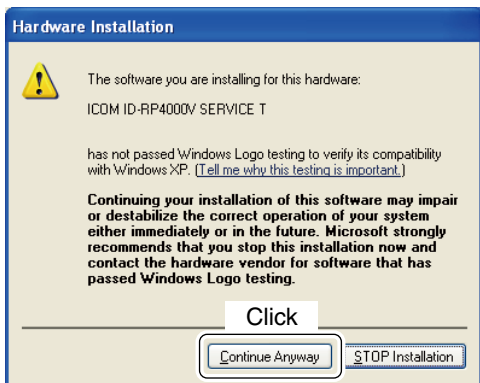 Hardware Installation
The software you are installing for this hardware:
ICOM ID-RP4000V SERVICE T
has not passed Windows Logo testing to verify its compatibility
with Windows XP. (Tell me why this testing is important.)
Continuing your installation of this software may impair
or destabilize the correct operation of your system
either immediately or in the future. Microsoft strongly
recommends that you stop this installation now and
contact the hardware vendor for software that has
passed Windows Logo testing.
Click
Continue Anyway STOP Installation